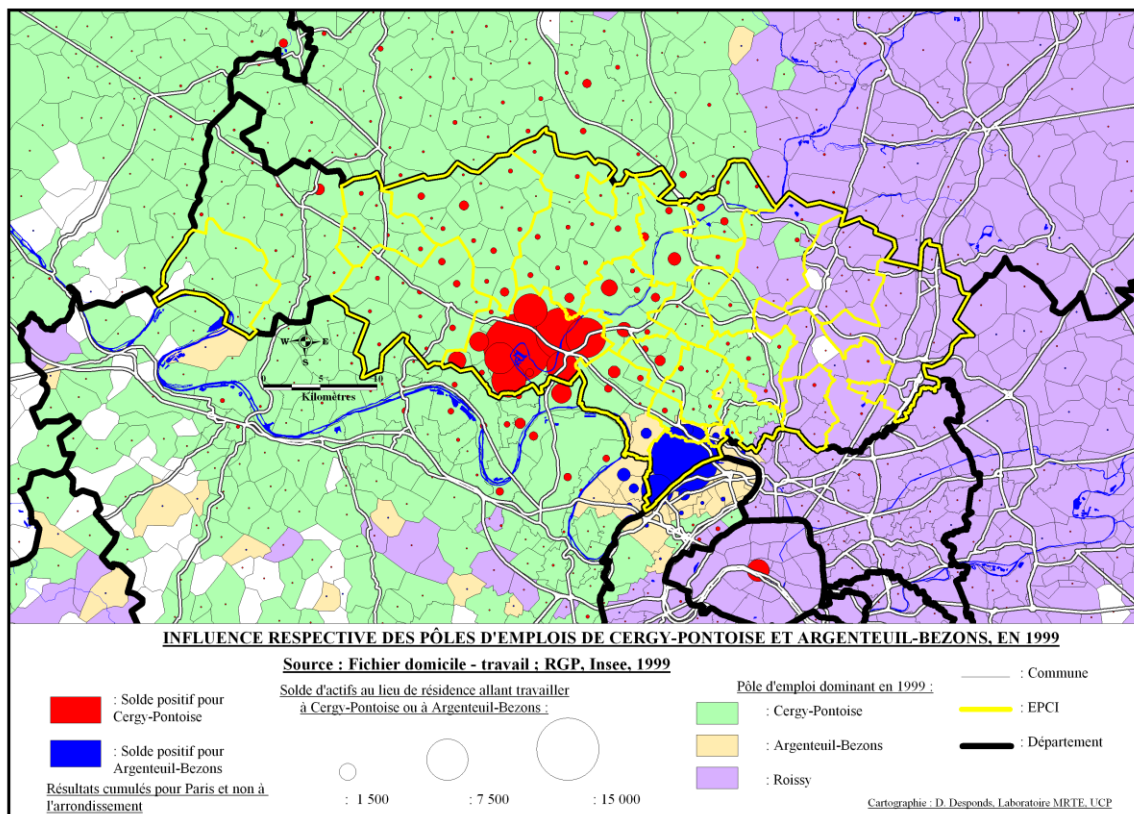 W E
S
0 5 10
Kilomètres
INFLUENCE RESPECTIVE DES PÔLES D'EMPLOIS DE CERGY-PONTOISE ET ARGENTEUIL-BEZONS, EN 1999
Source : Fichier domicile - travail ; RGP, Insee, 1999
: Solde positif pour
Cergy-Pontoise
: Solde positif pour
Argenteuil-Bezons
Résultats cumulés pour Paris et non à
l'arrondissement
Solde d'actifs au lieu de résidence allant travailler
à Cergy-Pontoise ou à Argenteuil-Bezons :
: 1 500 : 7 500 : 15 000
Pôle d'emploi dominant en 1999 :
: Cergy-Pontoise
: Argenteuil-Bezons
: Roissy
: Commune
: EPCI
: Département
Cartographie : D. Desponds, Laboratoire MRTE, UCP